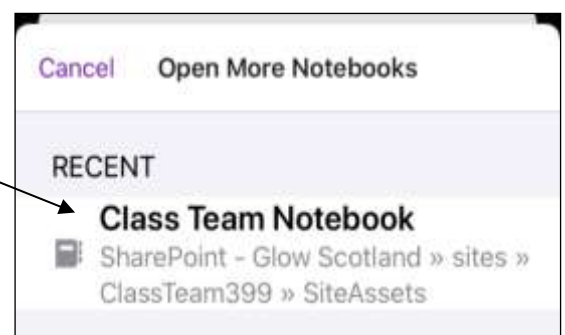 Cancel Open More Notebooks
RECENT
Class Team Notebook
SharePoint - Glow Scotland » sites »
ClassTeam399 » SiteAssets